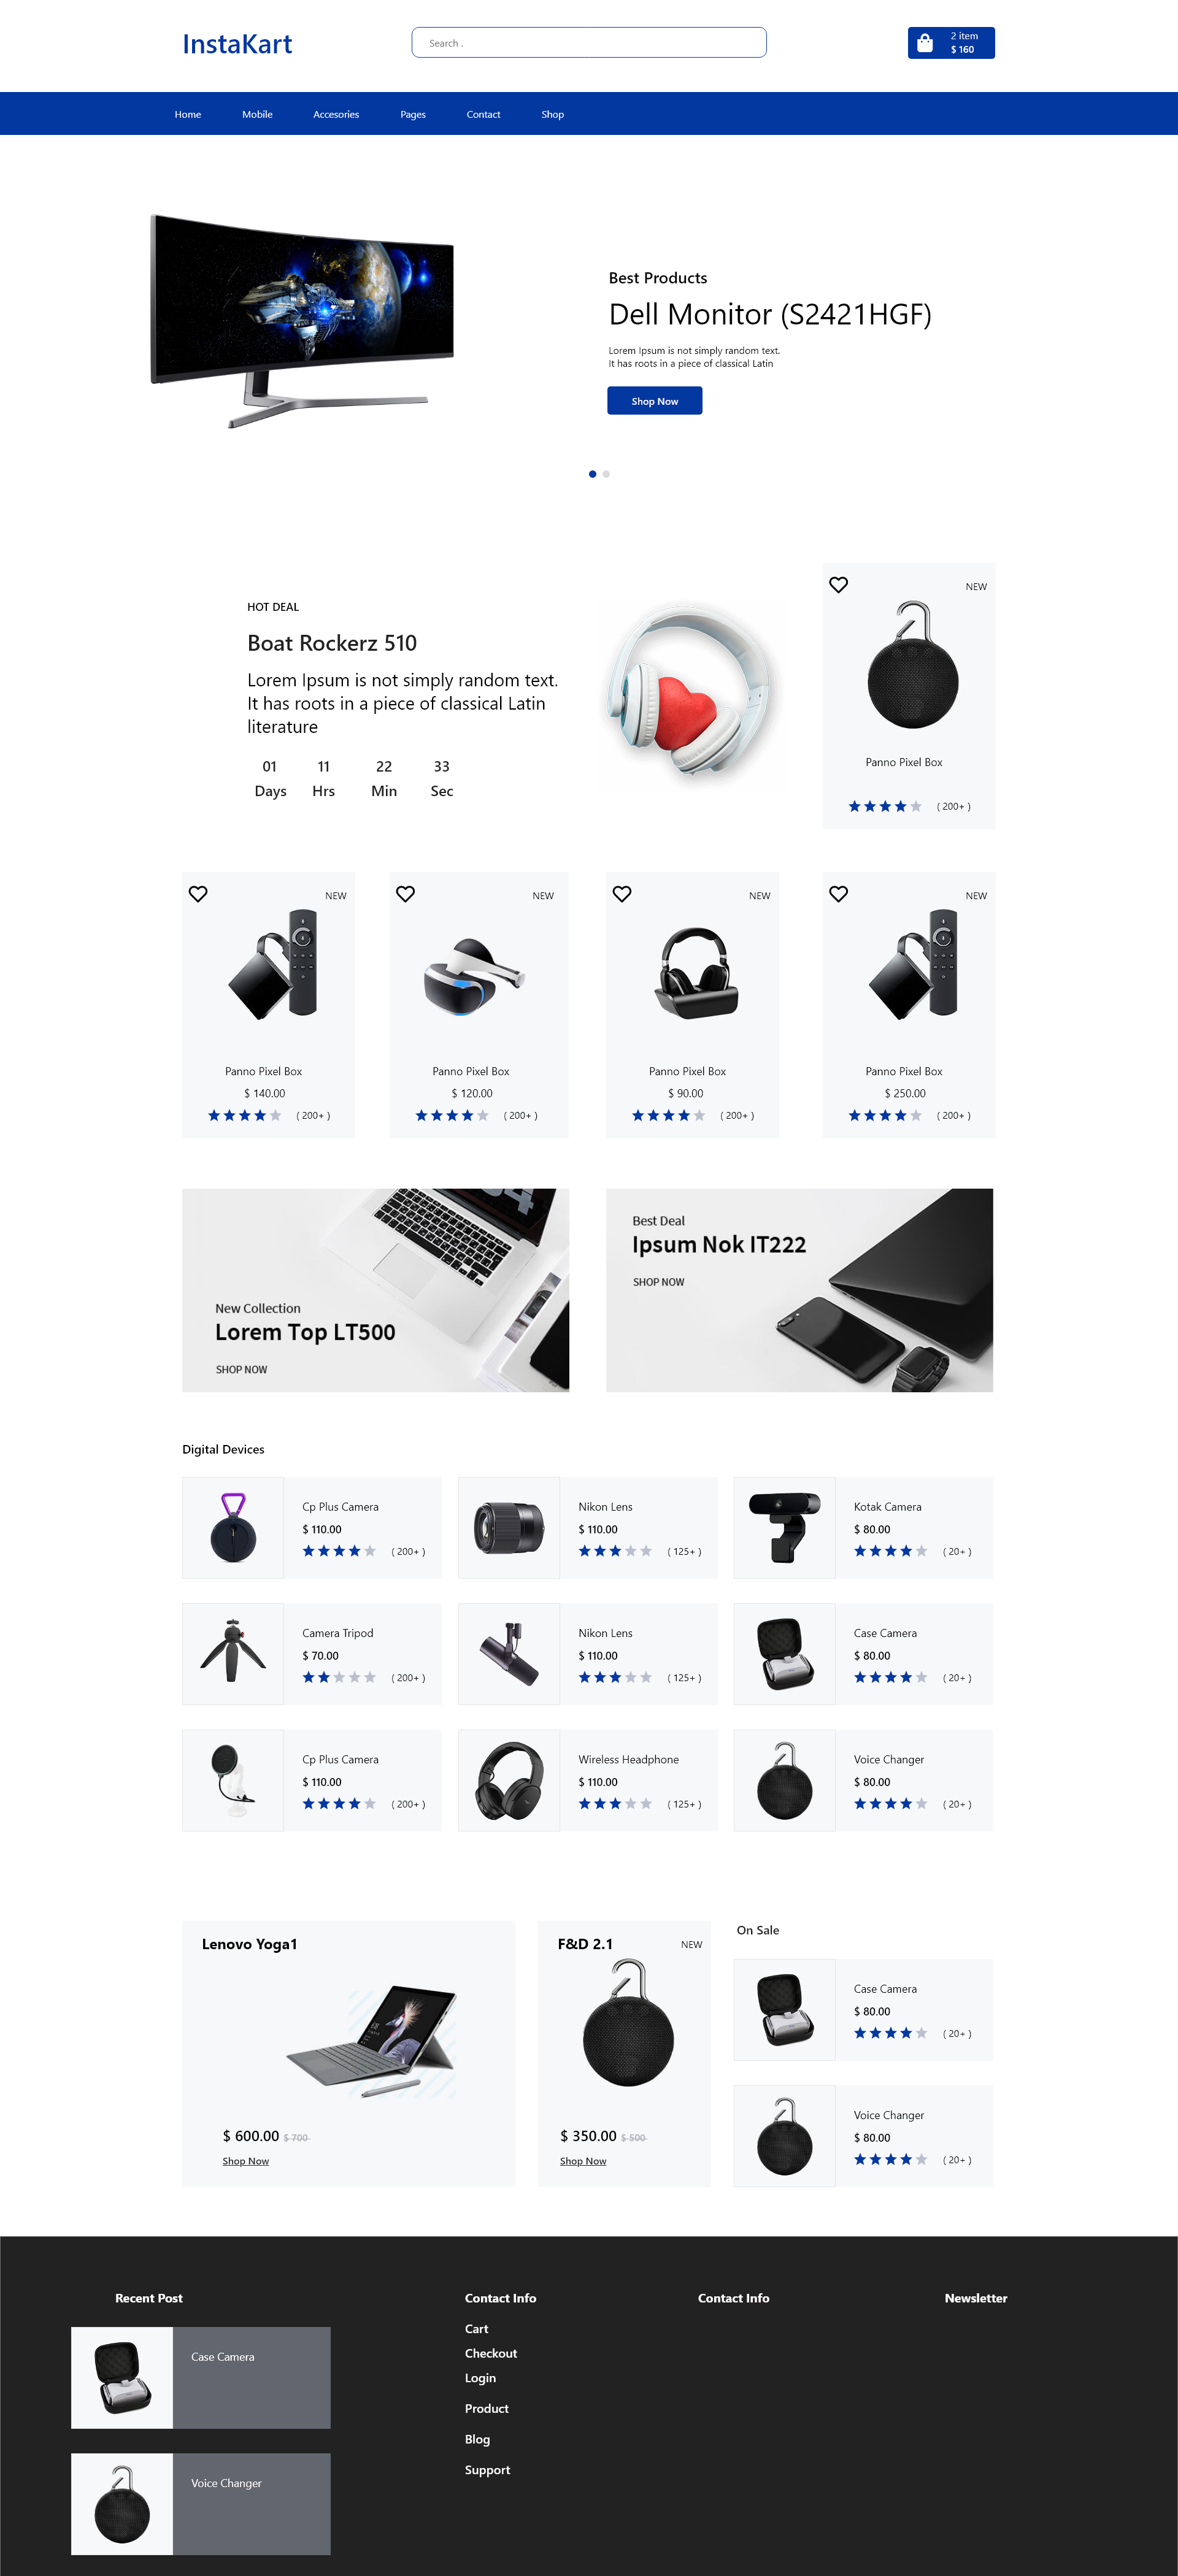 InstaKart
Search .
2 item
$ 160
Home Mobile Accesories Pages Contact Shop
Best Products
Dell Monitor (S2421HGF)
Lorem Ipsum is not simply random text.
It has roots in a piece of classical Latin
Shop Now
HOT DEAL
Boat Rockerz 510
Lorem Ipsum is not simply random text.
It has roots in a piece of classical Latin
literature
01 11 22 33
Days Hrs Min Sec
NEW
Panno Pixel Box
( 200+ )
NEW
Panno Pixel Box
$ 140.00
( 200+ )
NEW
Panno Pixel Box
$ 120.00
( 200+ )
NEW
Panno Pixel Box
$ 90.00
( 200+ )
NEW
Panno Pixel Box
$ 250.00
( 200+ )
New Collection
Lorem Top LT500
SHOP NOW
Best Deal
Ipsum Nok IT222
SHOP NOW
Digital Devices
Cp Plus Camera
$ 110.00
( 200+ )
Nikon Lens
$ 110.00
( 125+ )
Kotak Camera
$ 80.00
( 20+ )
Camera Tripod
$ 70.00
( 200+ )
Nikon Lens
$ 110.00
( 125+ )
Case Camera
$ 80.00
( 20+ )
Cp Plus Camera
$ 110.00
( 200+ )
Wireless Headphone
$ 110.00
( 125+ )
Voice Changer
$ 80.00
( 20+ )
Lenovo Yoga1
$ 600.00 $ 700
Shop Now
F&D 2.1
NEW
$ 350.00 $ 500
Shop Now
On Sale
Case Camera
$ 80.00
( 20+ )
Voice Changer
$ 80.00
( 20+ )
Recent Post
Case Camera
Voice Changer
Contact Info
Cart
Checkout
Login
Product
Blog
Support
Contact Info
Newsletter